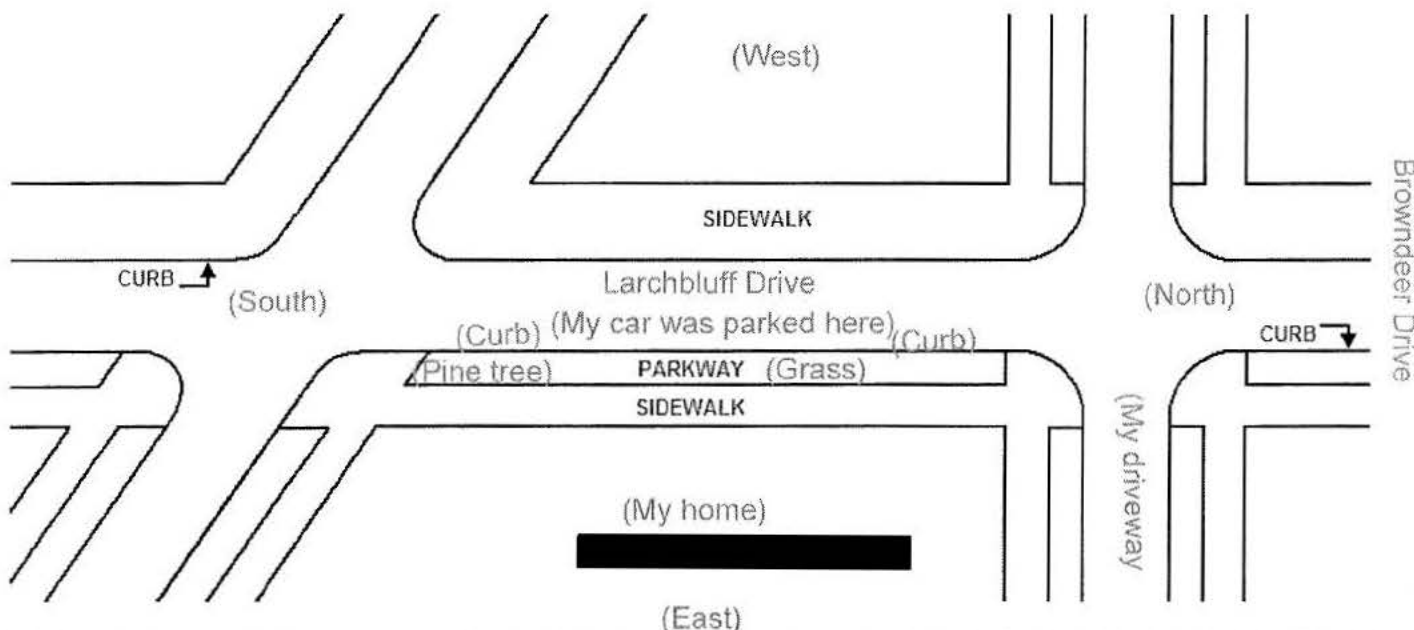 (West)
Browndeer Drive
SIDEWALK
CURB
(South)
Larchbluff Drive
(North)
(My car was parked here)
(Curb)
(Curb)
CURB
(Pine tree)
PARKWAY
(Grass)
SIDEWALK
(My driveway
(My home)
(East)